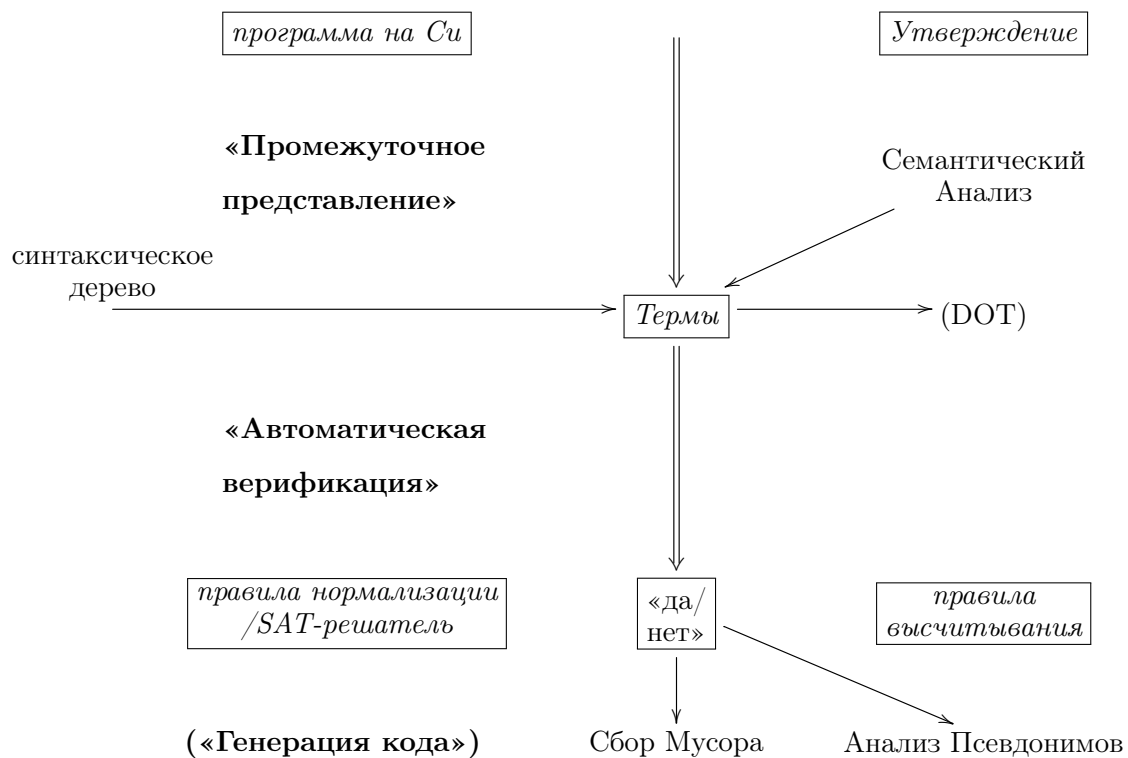 программа на Си
Утверждение
«Промежуточное
представление»
Семантический
Анализ
синтаксическое
дерево
Термы
(DOT)
«Автоматическая
верификация»
правила нормализации
/SAT-решатель
«да/
нет»
правила
высчитывания
(«Генерация кода»)
Сбор Мусора
Анализ Псевдонимов